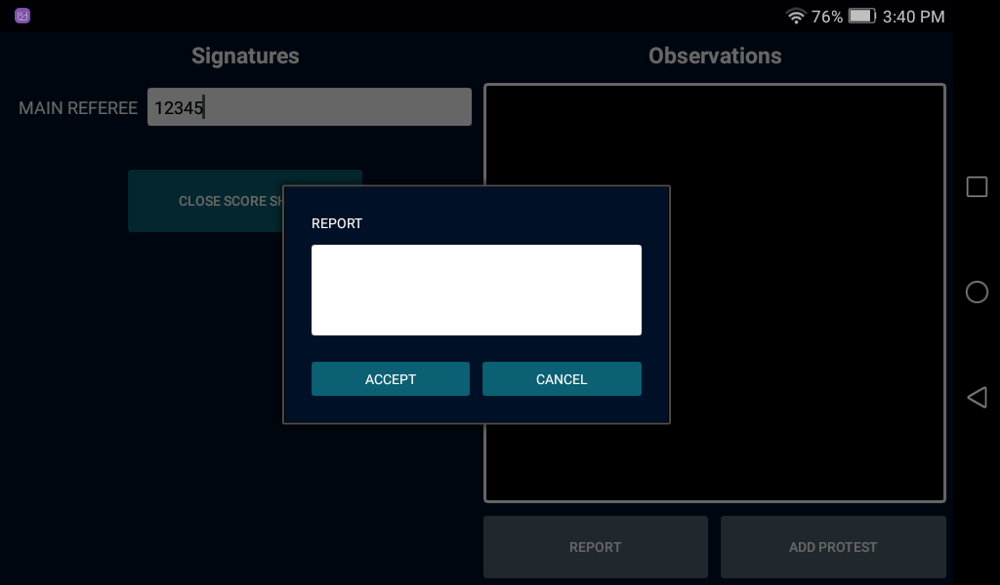 76% 3:40 PM
Signatures
Observations
MAIN REFEREE 12345
CLOSE SCORE SH
REPORT
ACCEPT
CANCEL
REPORT
ADD PROTEST